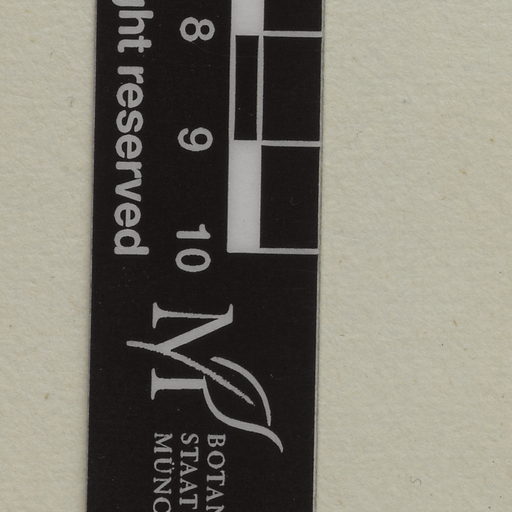 8 9 10
ght reserved
M
BOTAN
STAAT
MÜNC